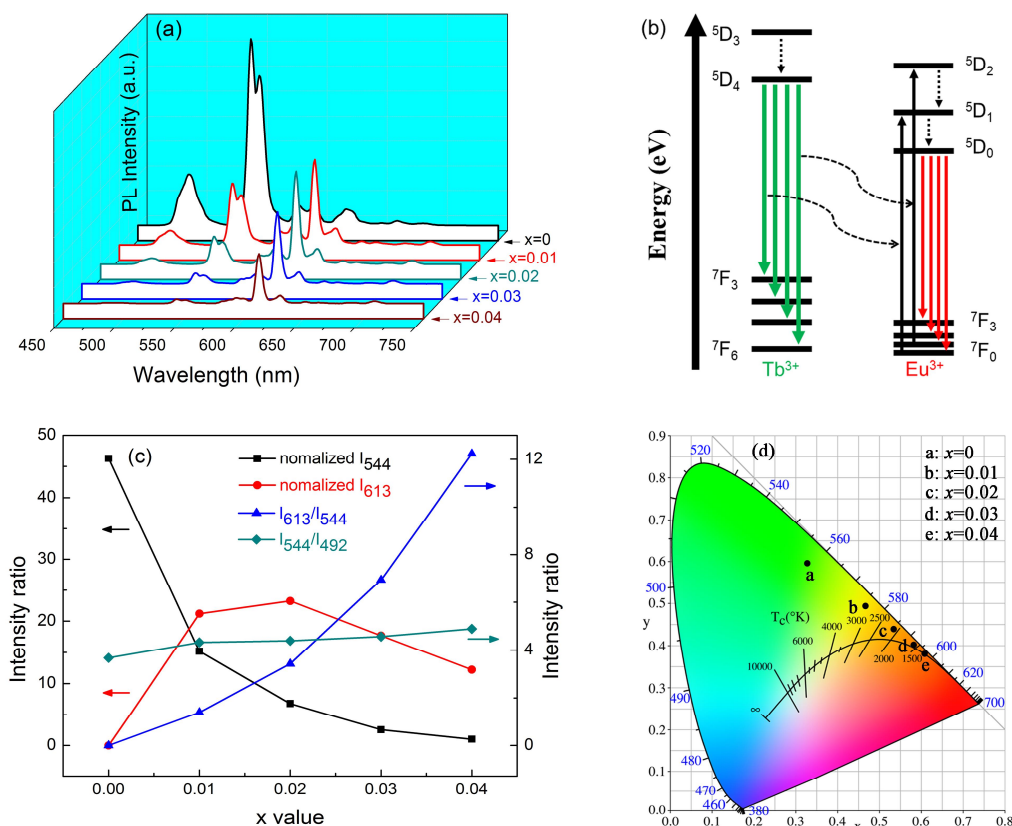 (a)
PL Intensity (a.u.)
x=0
x=0.01
x=0.02
x=0.03
x=0.04
450 500 550 600 650 700 750
Wavelength (nm)
(b)
Energy (eV)
⁵D₃
⁵D₄
⁷F₃
⁷F₆
Tb³⁺
⁵D₂
⁵D₁
⁵D₀
⁷F₃
⁷F₀
Eu³⁺
(c)
nomalized I₅₄₄
nomalized I₆₁₃
I₆₁₃/I₅₄₄
I₅₄₄/I₄₉₂
Intensity ratio
50
40
30
20
10
0
Intensity ratio
12
8
4
0
0.00 0.01 0.02 0.03 0.04
x value
(d)
a: x=0
b: x=0.01
c: x=0.02
d: x=0.03
e: x=0.04
0.9
0.8
0.7
0.6
0.5
y
0.4
0.3
0.2
0.1
0.0
0.0 0.1 0.2 0.3 0.4 0.5 0.6 0.7 0.8
x
520
540
560
580
600
620
700
500
490
480
470
460
380
Tc(°K)
∞
10000
6000
4000
3000
2500
2000
1500
a
b
c
d
e